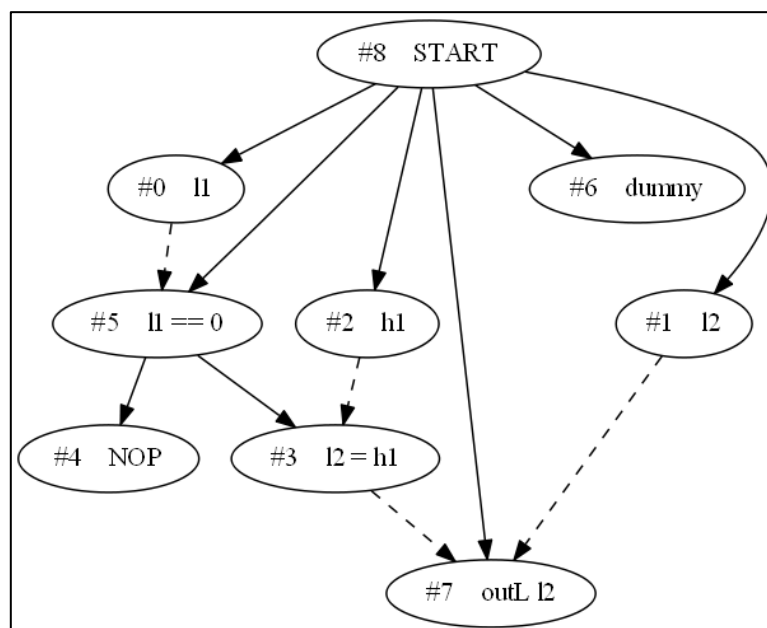 #8 START
#0 l1
#6 dummy
#5 l1 == 0
#2 h1
#1 l2
#4 NOP
#3 l2 = h1
#7 outL l2